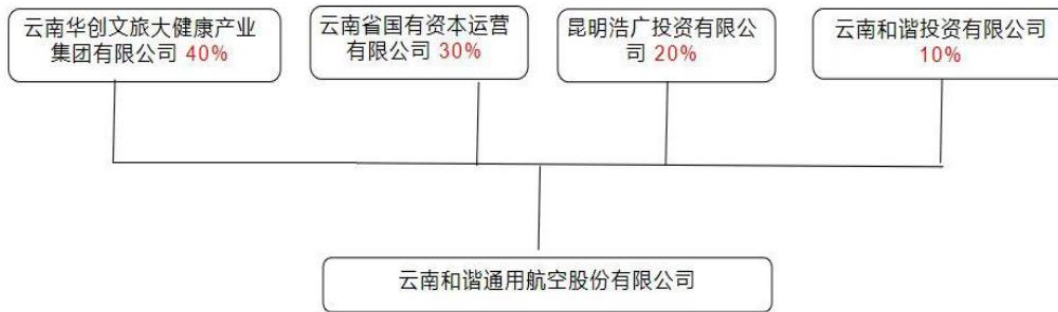 云南华创文旅大健康产业
集团有限公司 40%
云南省国有资本运营
有限公司 30%
昆明浩广投资有限公
司 20%
云南和谐投资有限公司
10%
云南和谐通用航空股份有限公司